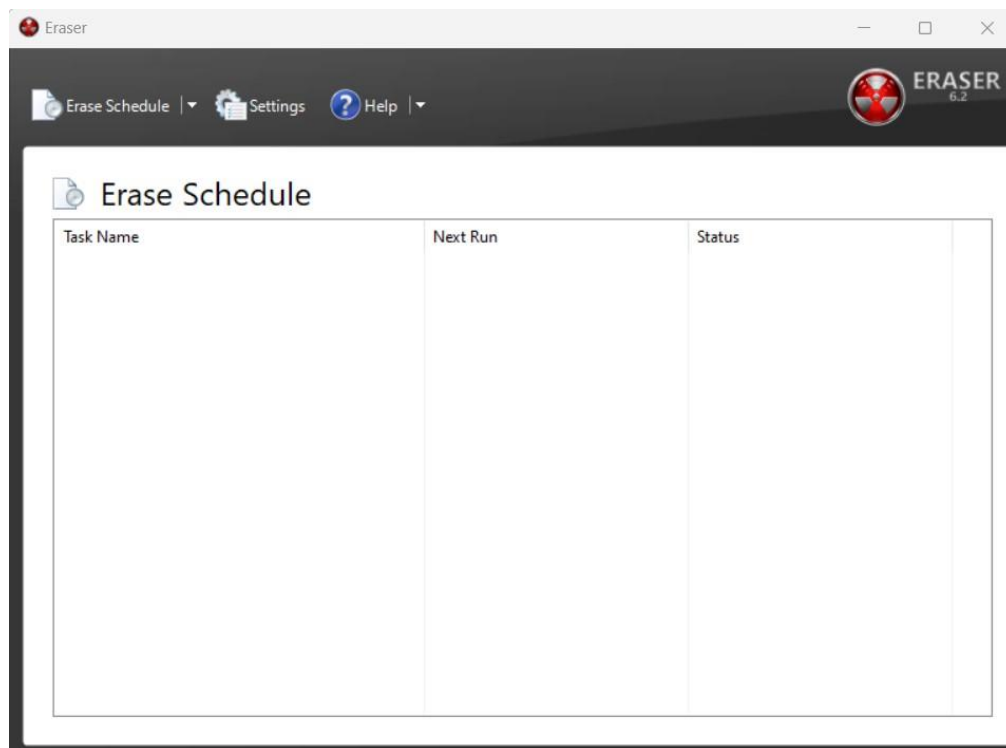 Eraser
Erase Schedule Settings Help
ERASER
6.2
Erase Schedule
Task Name Next Run Status